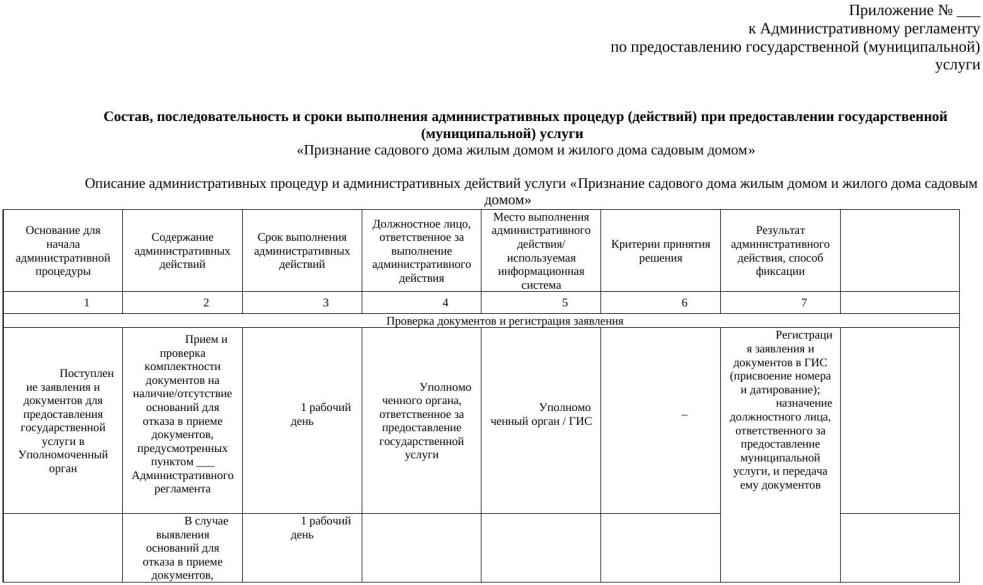 Приложение № ___
к Административному регламенту
по предоставлению государственной (муниципальной)
услуги
Состав, последовательность и сроки выполнения административных процедур (действий) при предоставлении государственной
(муниципальной) услуги
«Признание садового дома жилым домом и жилого дома садовым домом»
Описание административных процедур и административных действий услуги «Признание садового дома жилым домом и жилого дома садовым
домом»
Основание для
начала
административной
процедуры
Содержание
административных
действий
Срок выполнения
административных
действий
Должностное лицо,
ответственное за
выполнение
административного
действия
Место выполнения
административного
действия/
используемая
информационная
система
Критерии принятия
решения
Результат
административного
действия, способ
фиксации
1
2
3
4
5
6
7
Проверка документов и регистрация заявления
Поступлен
ие заявления и
документов для
предоставления
государственной
услуги в
Уполномоченный
орган
Прием и
проверка
комплектности
документов на
наличие/отсутствие
оснований для
отказа в приеме
документов,
предусмотренных
пунктом ___
Административного
регламента
1 рабочий
день
Уполномо
ченного органа,
ответственное за
предоставление
государственной
услуги
Уполномо
ченный орган / ГИС
–
Регистраци
я заявления и
документов в ГИС
(присвоение номера
и датирование);
назначение
должностного лица,
ответственного за
предоставление
муниципальной
услуги, и передача
ему документов
В случае
выявления
оснований для
отказа в приеме
документов,
1 рабочий
день